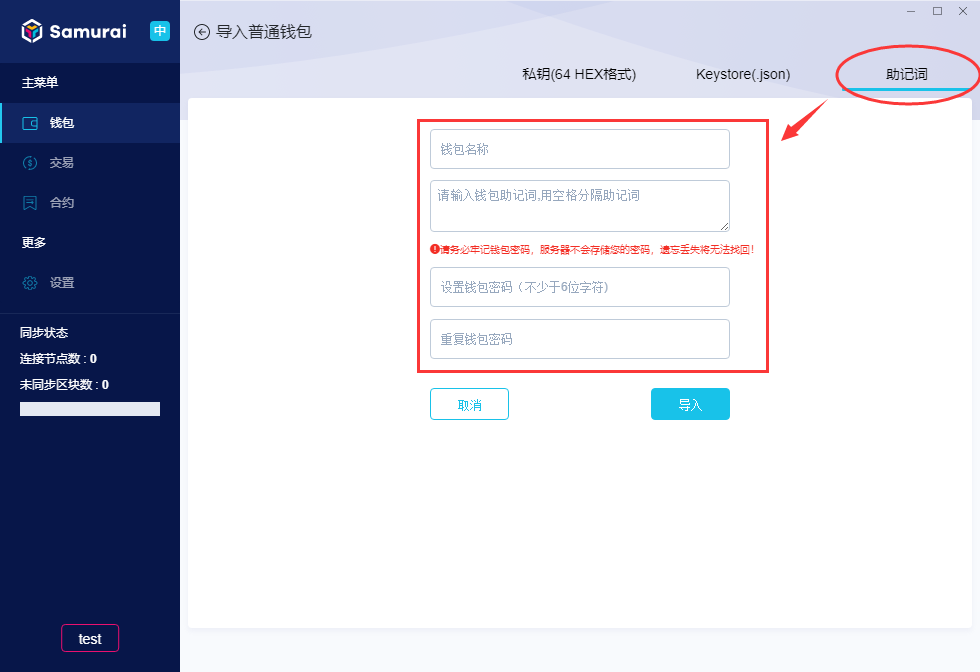 Samurai
中
主菜单
钱包
交易
合约
更多
设置
同步状态
连接节点数 : 0
未同步区块数 : 0
test
导入普通钱包
私钥(64 HEX格式)
Keystore(.json)
助记词
钱包名称
请输入钱包助记词,用空格分隔助记词
请务必牢记钱包密码，服务器不会存储您的密码，遗忘丢失将无法找回！
设置钱包密码（不少于6位字符)
重复钱包密码
取消
导入